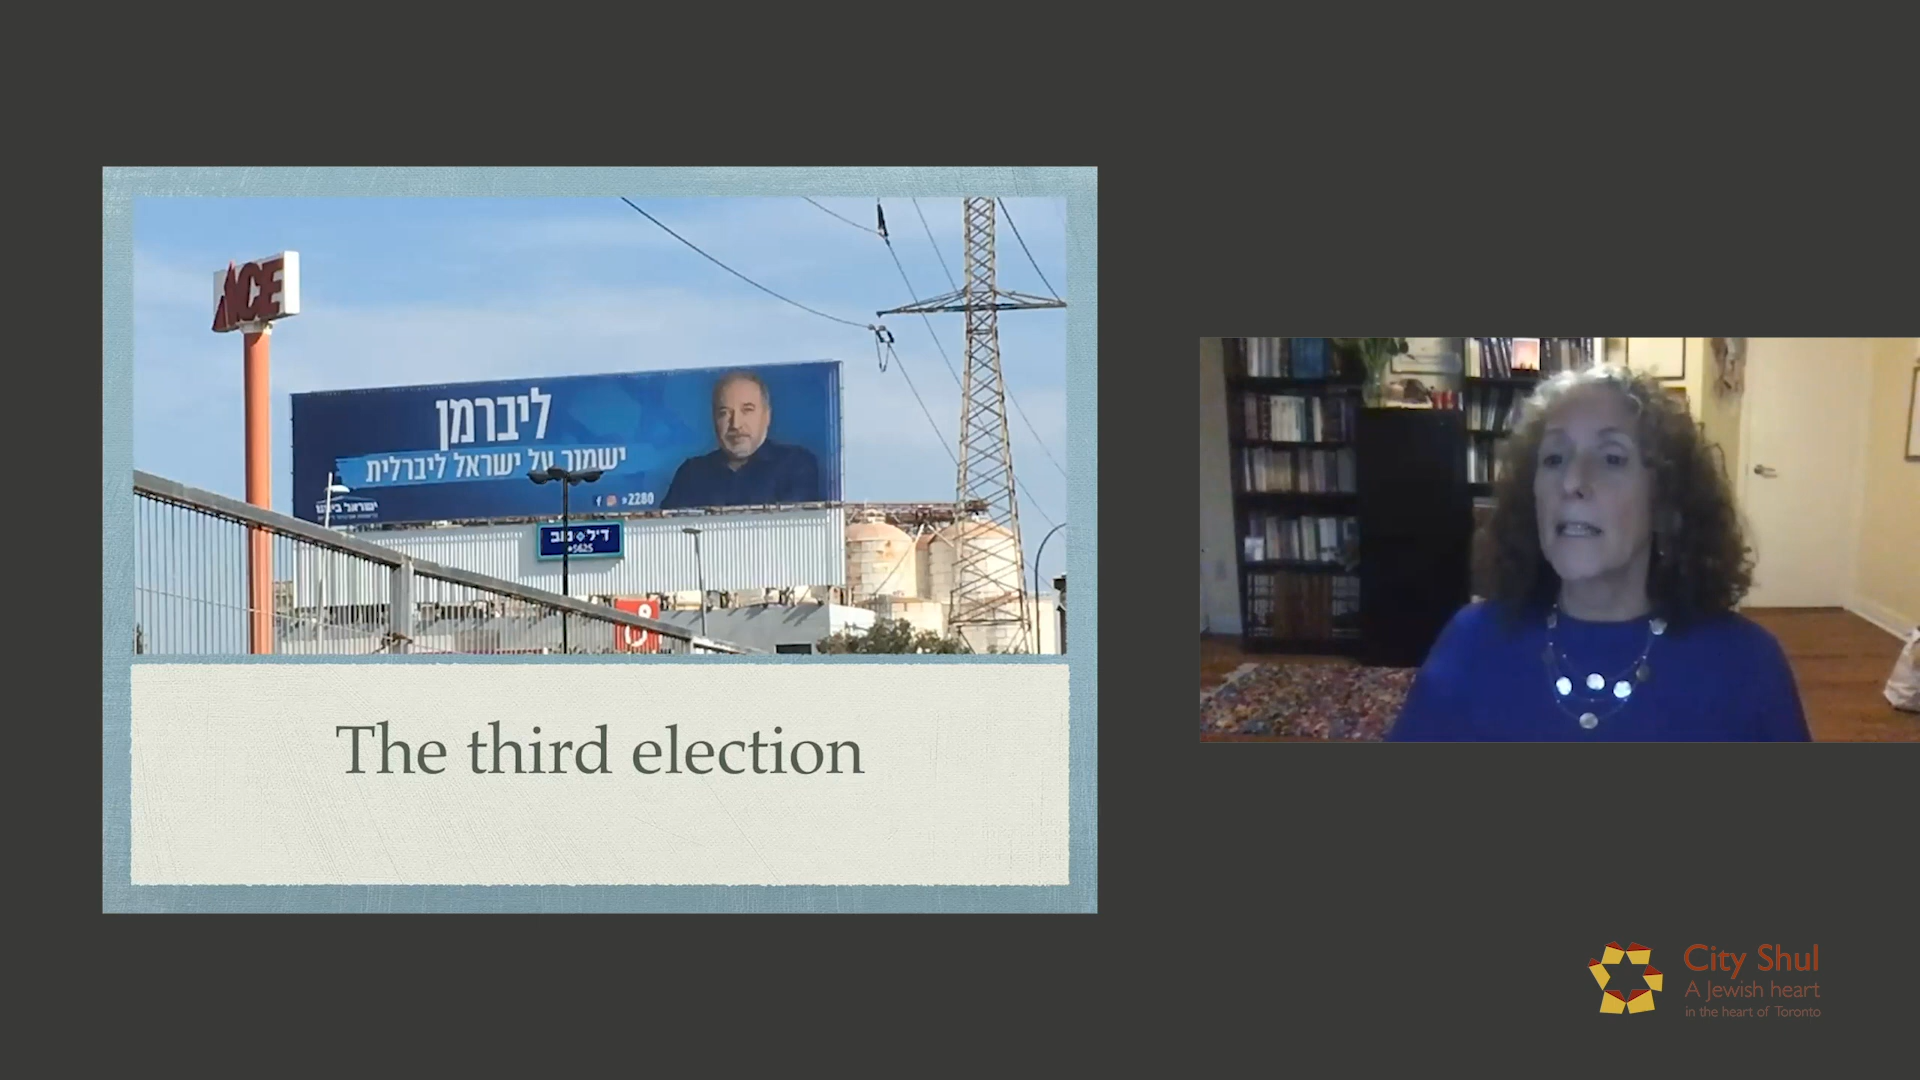 ACE
ליברמן
ישמור על ישראל ליברלית
*2280
*5625
The third election
City Shul
A Jewish heart
in the heart of Toronto